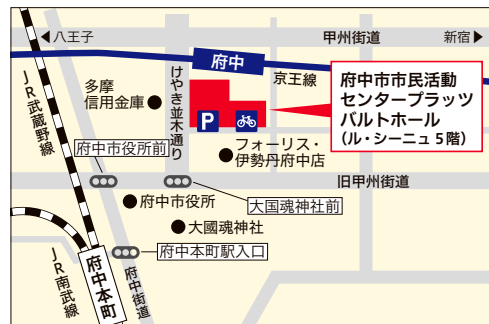 ◀八王子
甲州街道
新宿▶
府中
京王線
JR武蔵野線
多摩
信用金庫
けやき並木通り
府中市市民活動
センタープラッツ
バルトホール
(ル・シーニュ 5階)
P
フォーリス・
伊勢丹府中店
府中市役所前
旧甲州街道
府中市役所
大国魂神社前
大國魂神社
府中本町駅入口
府中本町
府中街道
JR南武線